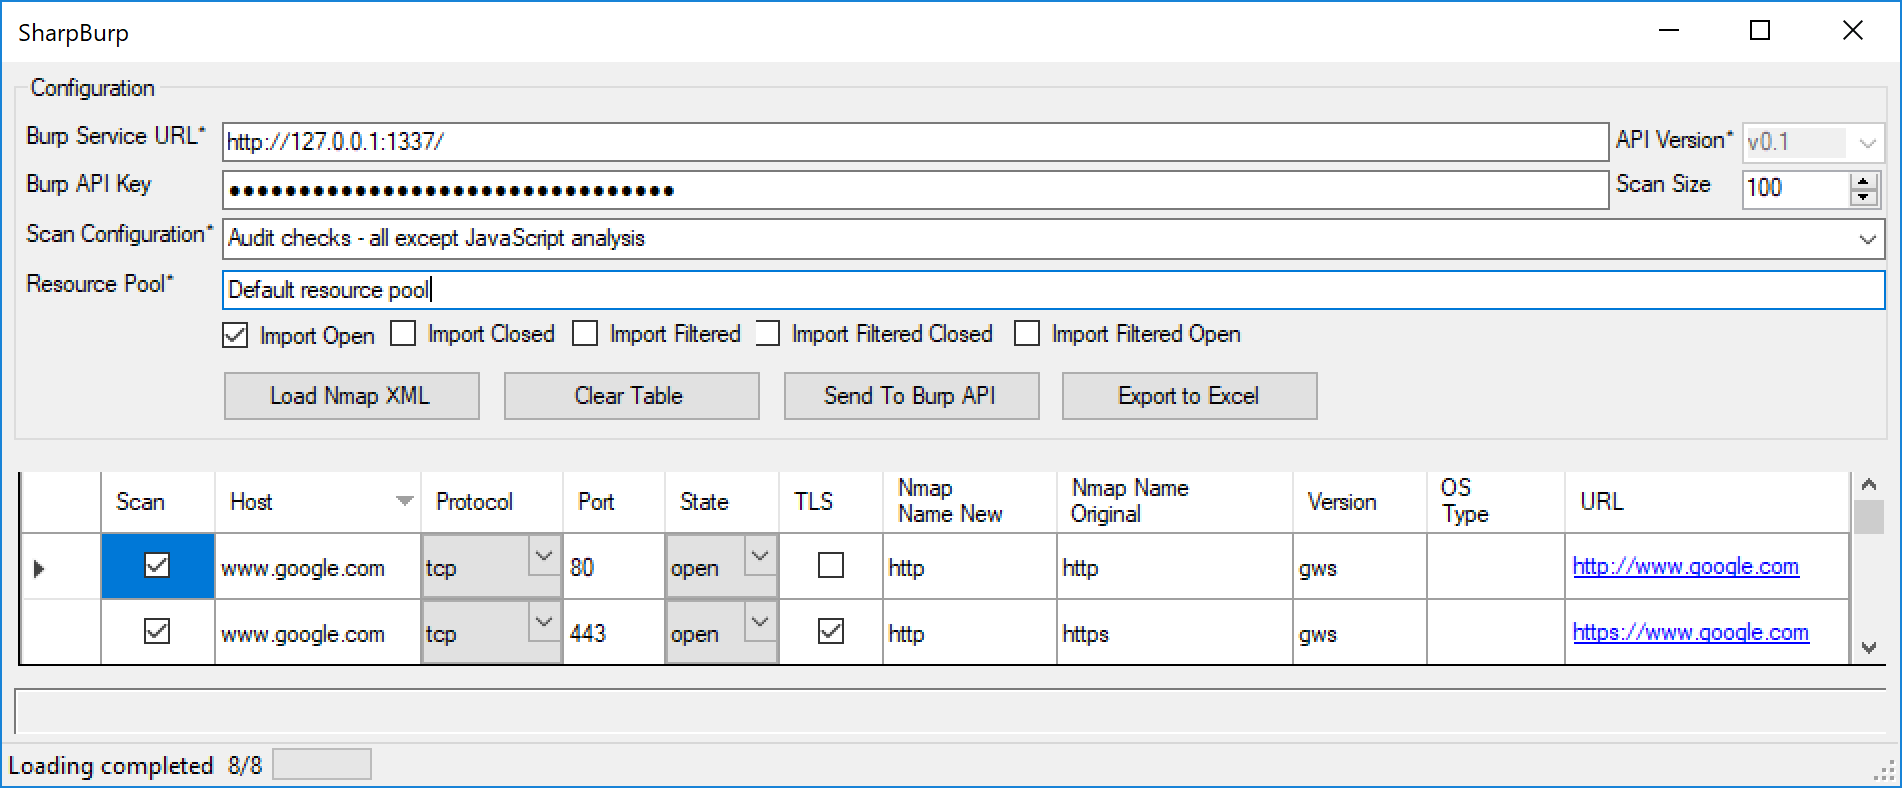 SharpBurp
Configuration
Burp Service URL* http://127.0.0.1:1337/ API Version* v0.1
Burp API Key ●●●●●●●●●●●●●●●●●●●●●●●●●●●●●●●● Scan Size 100
Scan Configuration* Audit checks - all except JavaScript analysis
Resource Pool* Default resource pool
Import Open Import Closed Import Filtered Import Filtered Closed Import Filtered Open
Load Nmap XML Clear Table Send To Burp API Export to Excel
Scan Host Protocol Port State TLS Nmap Name New Nmap Name Original Version OS Type URL
www.google.com tcp 80 open http http gws http://www.google.com
www.google.com tcp 443 open http https gws https://www.google.com
Loading completed 8/8